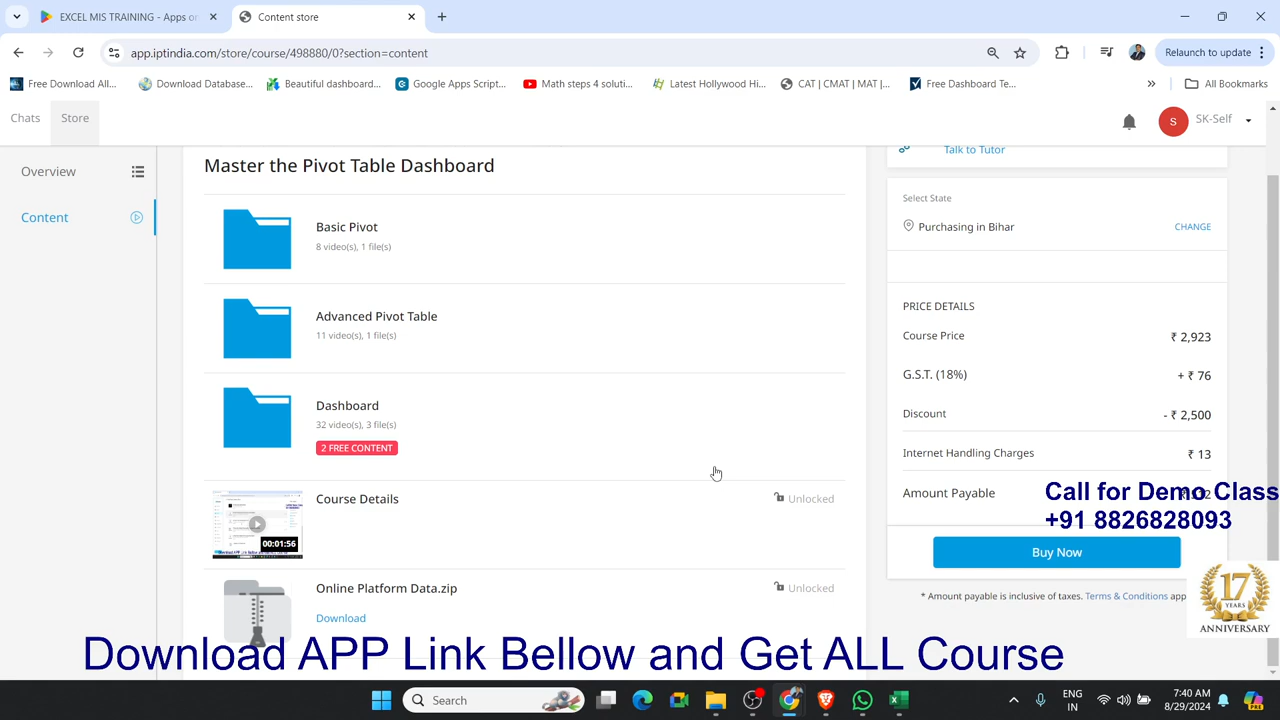 EXCEL MIS TRAINING - Apps on
Content store
app.iptindia.com/store/course/498880/0?section=content
Relaunch to update
Free Download All...
Download Database...
Beautiful dashboard...
Google Apps Script...
Math steps 4 soluti...
Latest Hollywood Hi...
CAT | CMAT | MAT |...
Free Dashboard Te...
All Bookmarks
Chats
Store
S
SK-Self
Overview
Content
Master the Pivot Table Dashboard
Basic Pivot
8 video(s), 1 file(s)
Advanced Pivot Table
11 video(s), 1 file(s)
Dashboard
32 video(s), 3 file(s)
2 FREE CONTENT
Course Details
Unlocked
00:01:56
Online Platform Data.zip
Unlocked
Download
Talk to Tutor
Select State
Purchasing in Bihar
CHANGE
PRICE DETAILS
Course Price
₹ 2,923
G.S.T. (18%)
+ ₹ 76
Discount
- ₹ 2,500
Internet Handling Charges
₹ 13
Amount Payable
Call for Demo Class
+91 8826828093
Buy Now
* Amount payable is inclusive of taxes. Terms & Conditions app
17
YEARS
ANNIVERSARY
Download APP Link Bellow and Get ALL Course
Search
ENG
IN
7:40 AM
8/29/2024